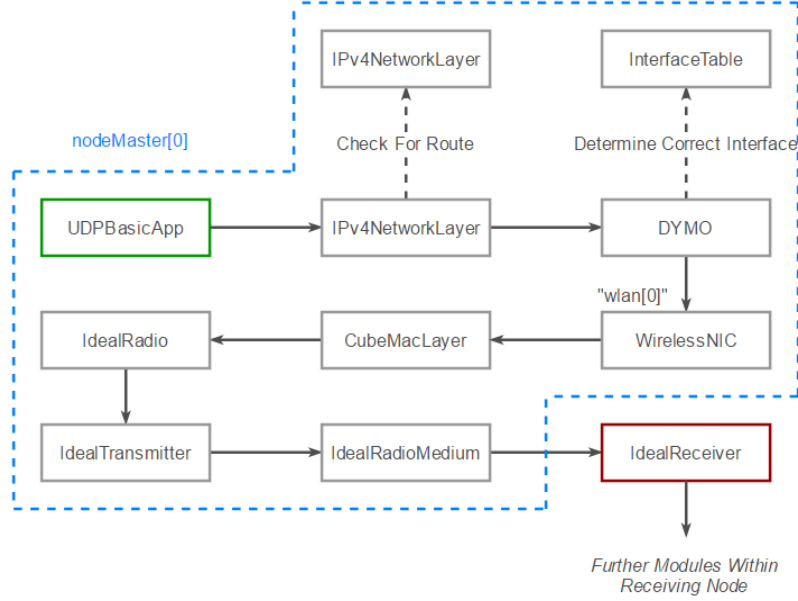 IPv4NetworkLayer
InterfaceTable
nodeMaster[0]
Check For Route
Determine Correct Interface
UDPBasicApp
IPv4NetworkLayer
DYMO
"wlan[0]"
IdealRadio
CubeMacLayer
WirelessNIC
IdealTransmitter
IdealRadioMedium
IdealReceiver
Further Modules Within
Receiving Node